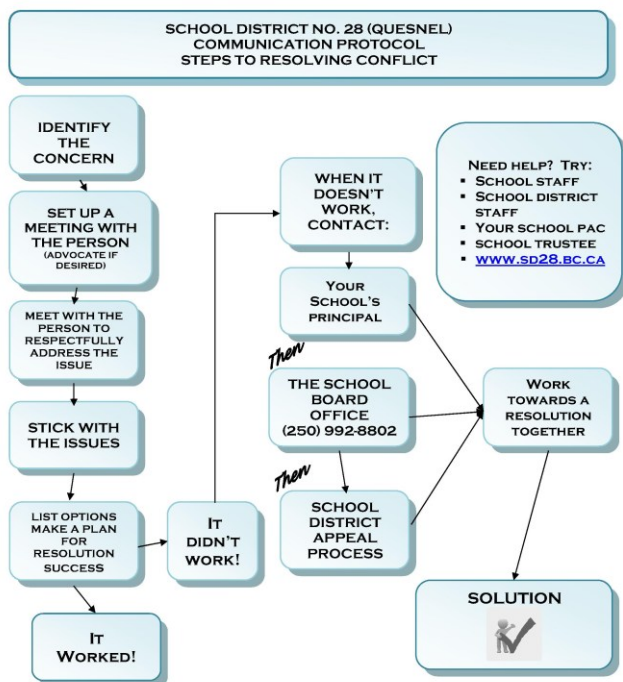 SCHOOL DISTRICT NO. 28 (QUESNEL)
COMMUNICATION PROTOCOL
STEPS TO RESOLVING CONFLICT
IDENTIFY
THE
CONCERN
SET UP A
MEETING WITH
THE PERSON
(ADVOCATE IF
DESIRED)
MEET WITH THE
PERSON TO
RESPECTFULLY
ADDRESS THE
ISSUE
STICK WITH
THE ISSUES
LIST OPTIONS
MAKE A PLAN
FOR
RESOLUTION
SUCCESS
IT
WORKED!
IT
DIDN'T
WORK!
WHEN IT
DOESN'T
WORK,
CONTACT:
YOUR
SCHOOL'S
PRINCIPAL
Then
THE SCHOOL
BOARD
OFFICE
(250) 992-8802
Then
SCHOOL
DISTRICT
APPEAL
PROCESS
NEED HELP? TRY:
▪ SCHOOL STAFF
▪ SCHOOL DISTRICT
STAFF
▪ YOUR SCHOOL PAC
▪ SCHOOL TRUSTEE
▪ WWW.SD28.BC.CA
WORK
TOWARDS A
RESOLUTION
TOGETHER
SOLUTION